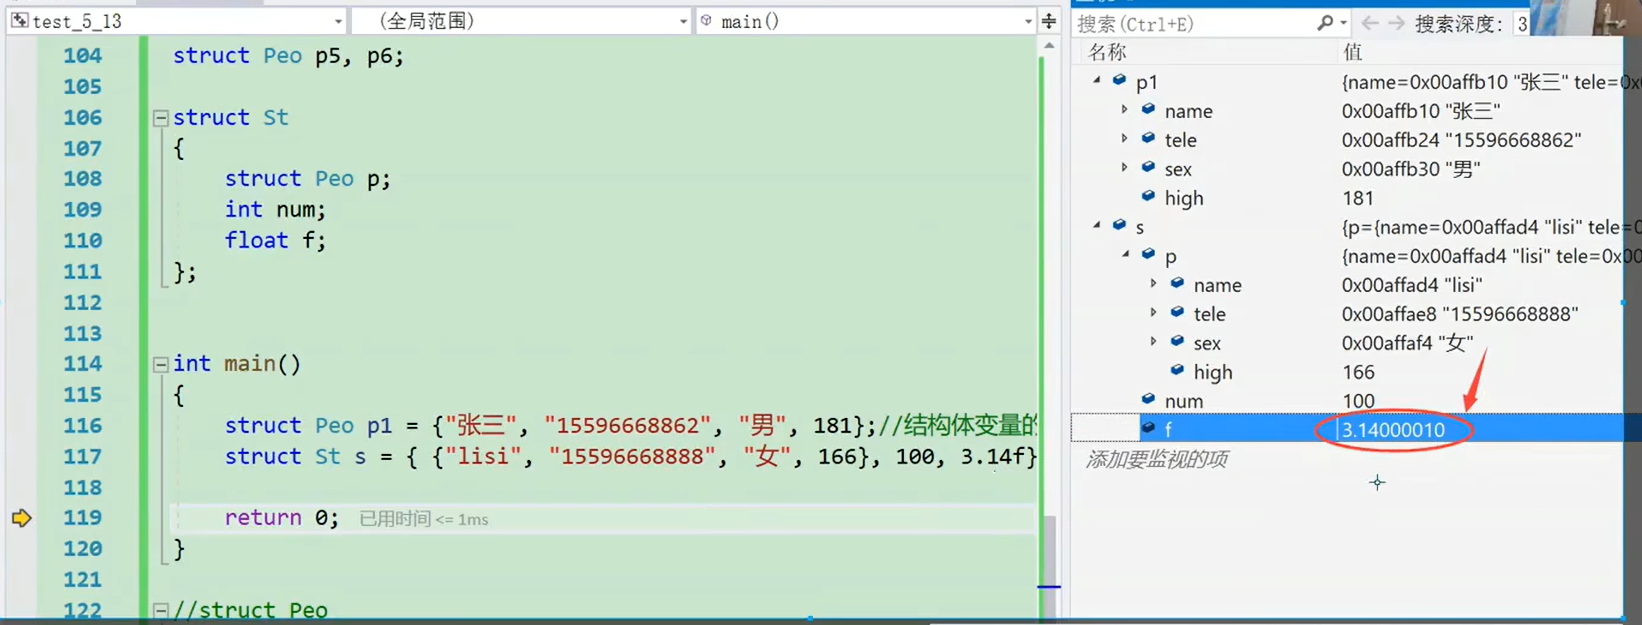 test_5_13 (全局范围) main()
104 struct Peo p5, p6;
105
106 struct St
107 {
108 struct Peo p;
109 int num;
110 float f;
111 };
112
113
114 int main()
115 {
116 struct Peo p1 = {"张三", "15596668862", "男", 181};//结构体变量的
117 struct St s = { {"lisi", "15596668888", "女", 166}, 100, 3.14f}
118
119 return 0; 已用时间 <= 1ms
120 }
121
122 //struct Peo
搜索(Ctrl+E) 搜索深度: 3
名称 值
p1 {name=0x00affb10 "张三" tele=0x
name 0x00affb10 "张三"
tele 0x00affb24 "15596668862"
sex 0x00affb30 "男"
high 181
s {p={name=0x00affad4 "lisi" tele=0
p {name=0x00affad4 "lisi" tele=0x00
name 0x00affad4 "lisi"
tele 0x00affae8 "15596668888"
sex 0x00affaf4 "女"
high 166
num 100
f 3.14000010
添加要监视的项